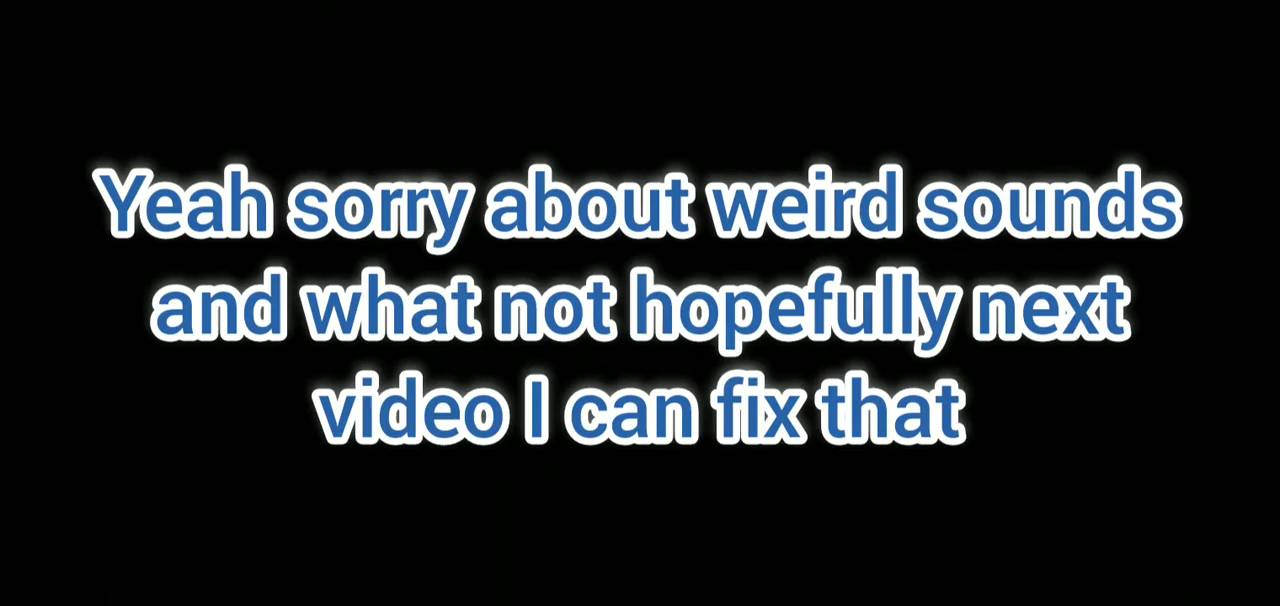 Yeah sorry about weird sounds
and what not hopefully next
video I can fix that